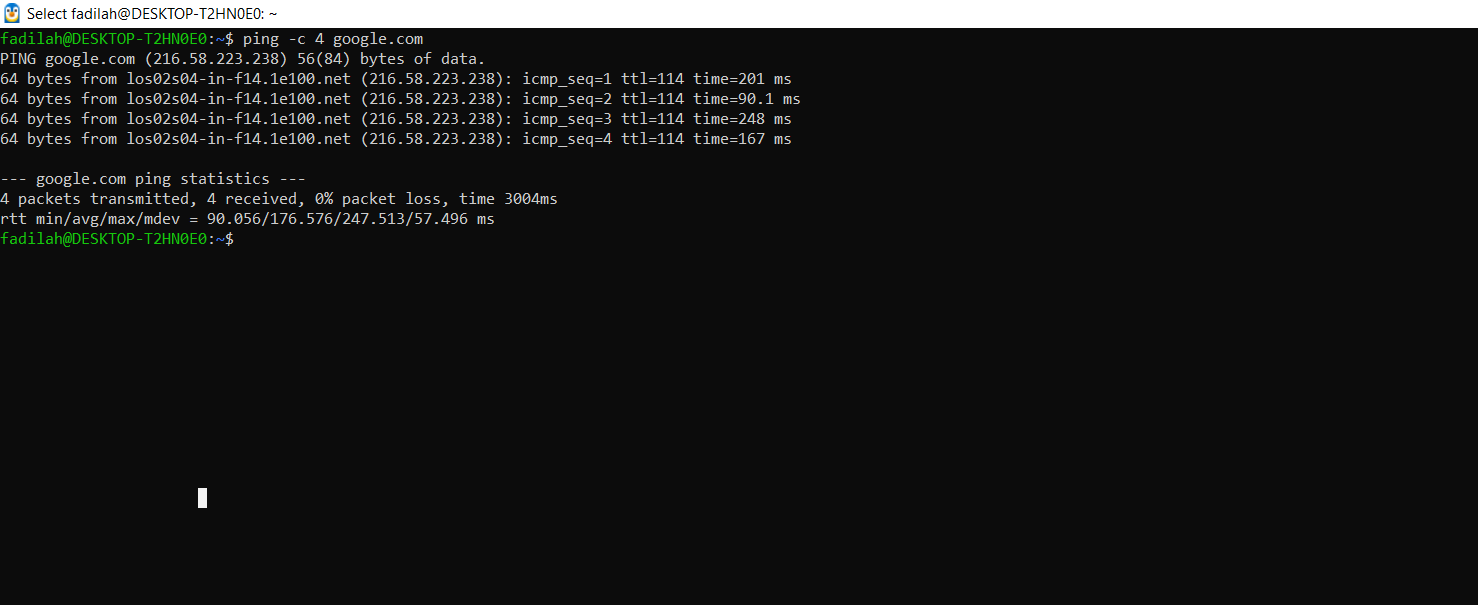 Select fadilah@DESKTOP-T2HN0E0: ~
fadilah@DESKTOP-T2HN0E0:~$ ping -c 4 google.com
PING google.com (216.58.223.238) 56(84) bytes of data.
64 bytes from los02s04-in-f14.1e100.net (216.58.223.238): icmp_seq=1 ttl=114 time=201 ms
64 bytes from los02s04-in-f14.1e100.net (216.58.223.238): icmp_seq=2 ttl=114 time=90.1 ms
64 bytes from los02s04-in-f14.1e100.net (216.58.223.238): icmp_seq=3 ttl=114 time=248 ms
64 bytes from los02s04-in-f14.1e100.net (216.58.223.238): icmp_seq=4 ttl=114 time=167 ms
--- google.com ping statistics ---
4 packets transmitted, 4 received, 0% packet loss, time 3004ms
rtt min/avg/max/mdev = 90.056/176.576/247.513/57.496 ms
fadilah@DESKTOP-T2HN0E0:~$